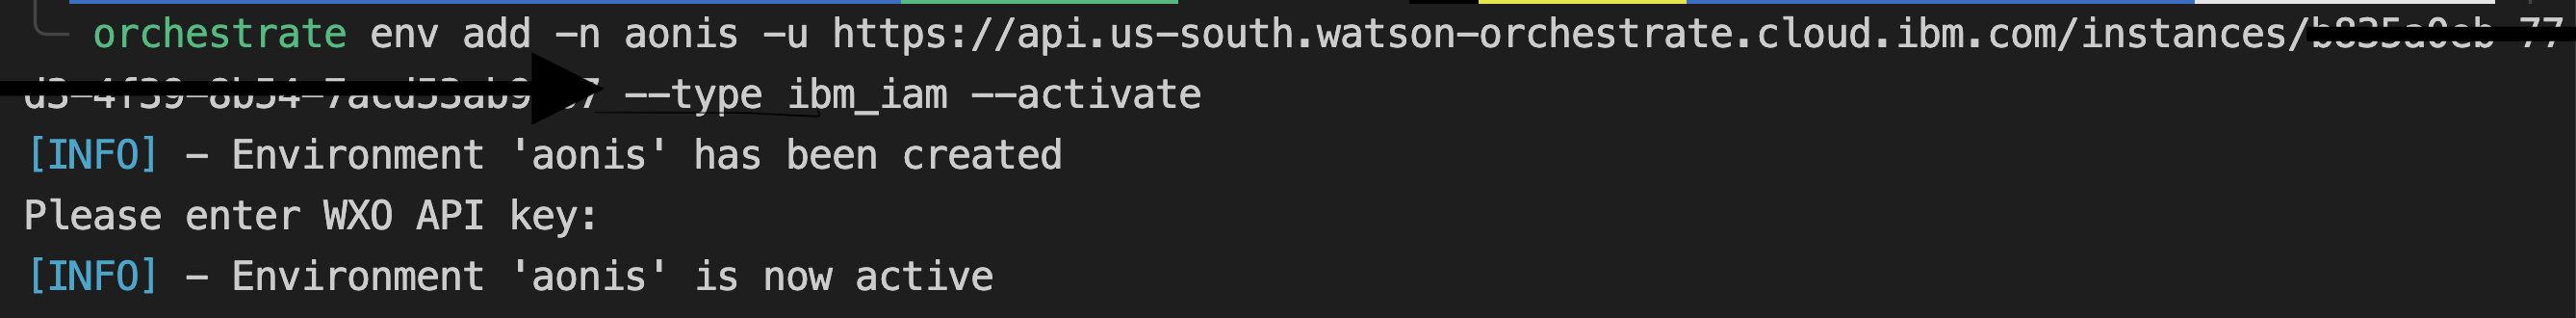 orchestrate env add -n aonis -u https://api.us-south.watson-orchestrate.cloud.ibm.com/instances/
--type ibm_iam --activate
[INFO] - Environment 'aonis' has been created
Please enter WXO API key:
[INFO] - Environment 'aonis' is now active